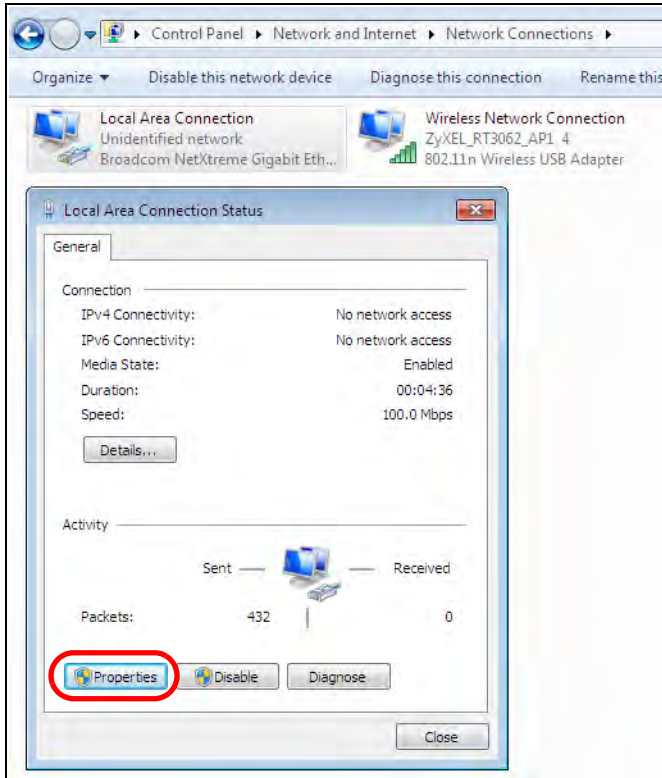 Control Panel Network and Internet Network Connections
Organize Disable this network device Diagnose this connection Rename this
Local Area Connection
Unidentified network
Broadcom NetXtreme Gigabit Eth...
Wireless Network Connection
ZyXEL_RT3062_AP1 4
802.11n Wireless USB Adapter
Local Area Connection Status
General
Connection
IPv4 Connectivity: No network access
IPv6 Connectivity: No network access
Media State: Enabled
Duration: 00:04:36
Speed: 100.0 Mbps
Details...
Activity
Sent Received
Packets: 432 0
Properties Disable Diagnose
Close